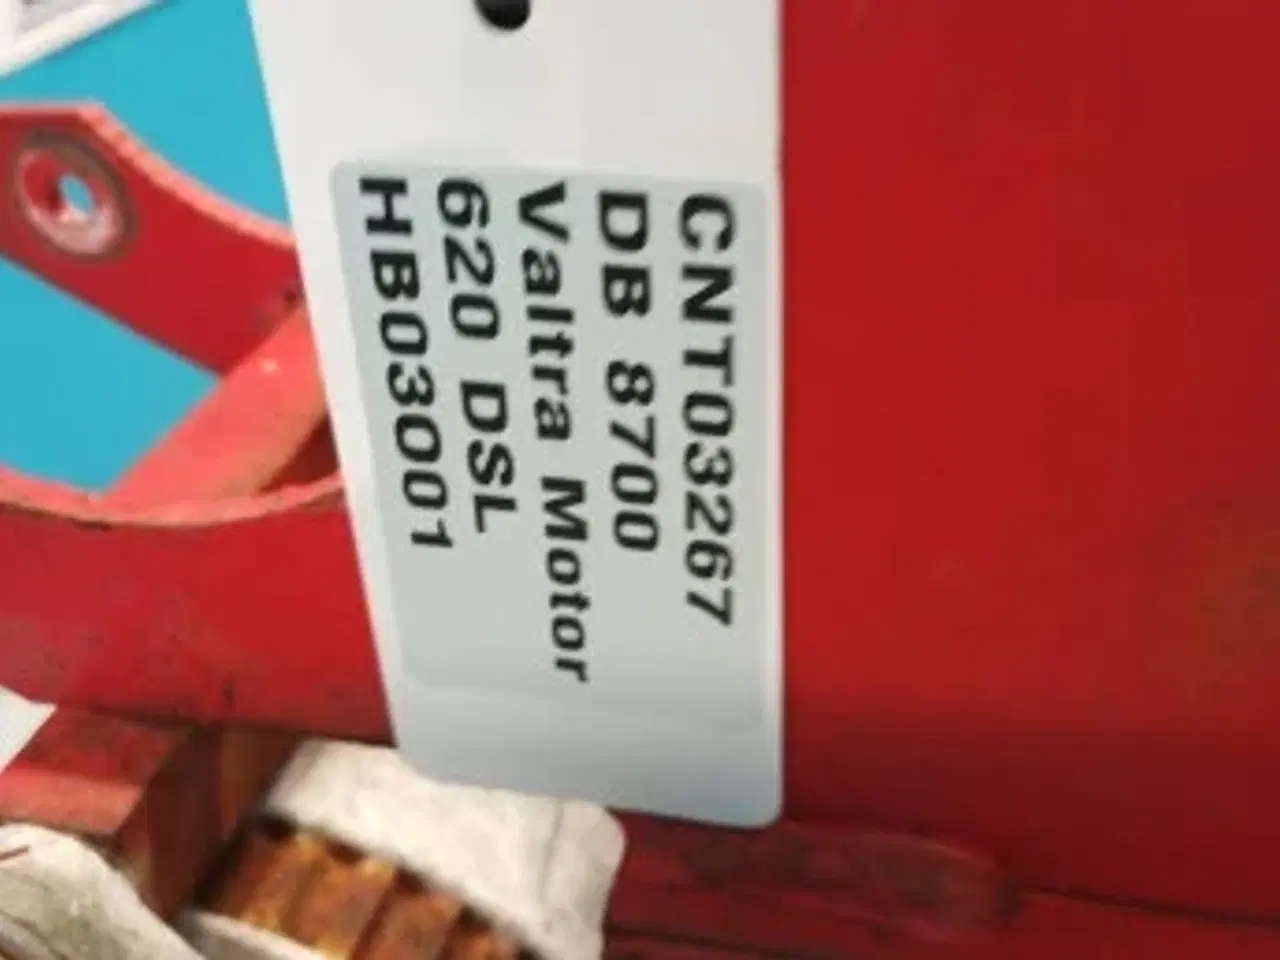 CNT03267
DB 8700
Valtra Motor
620 DSL
HB03001